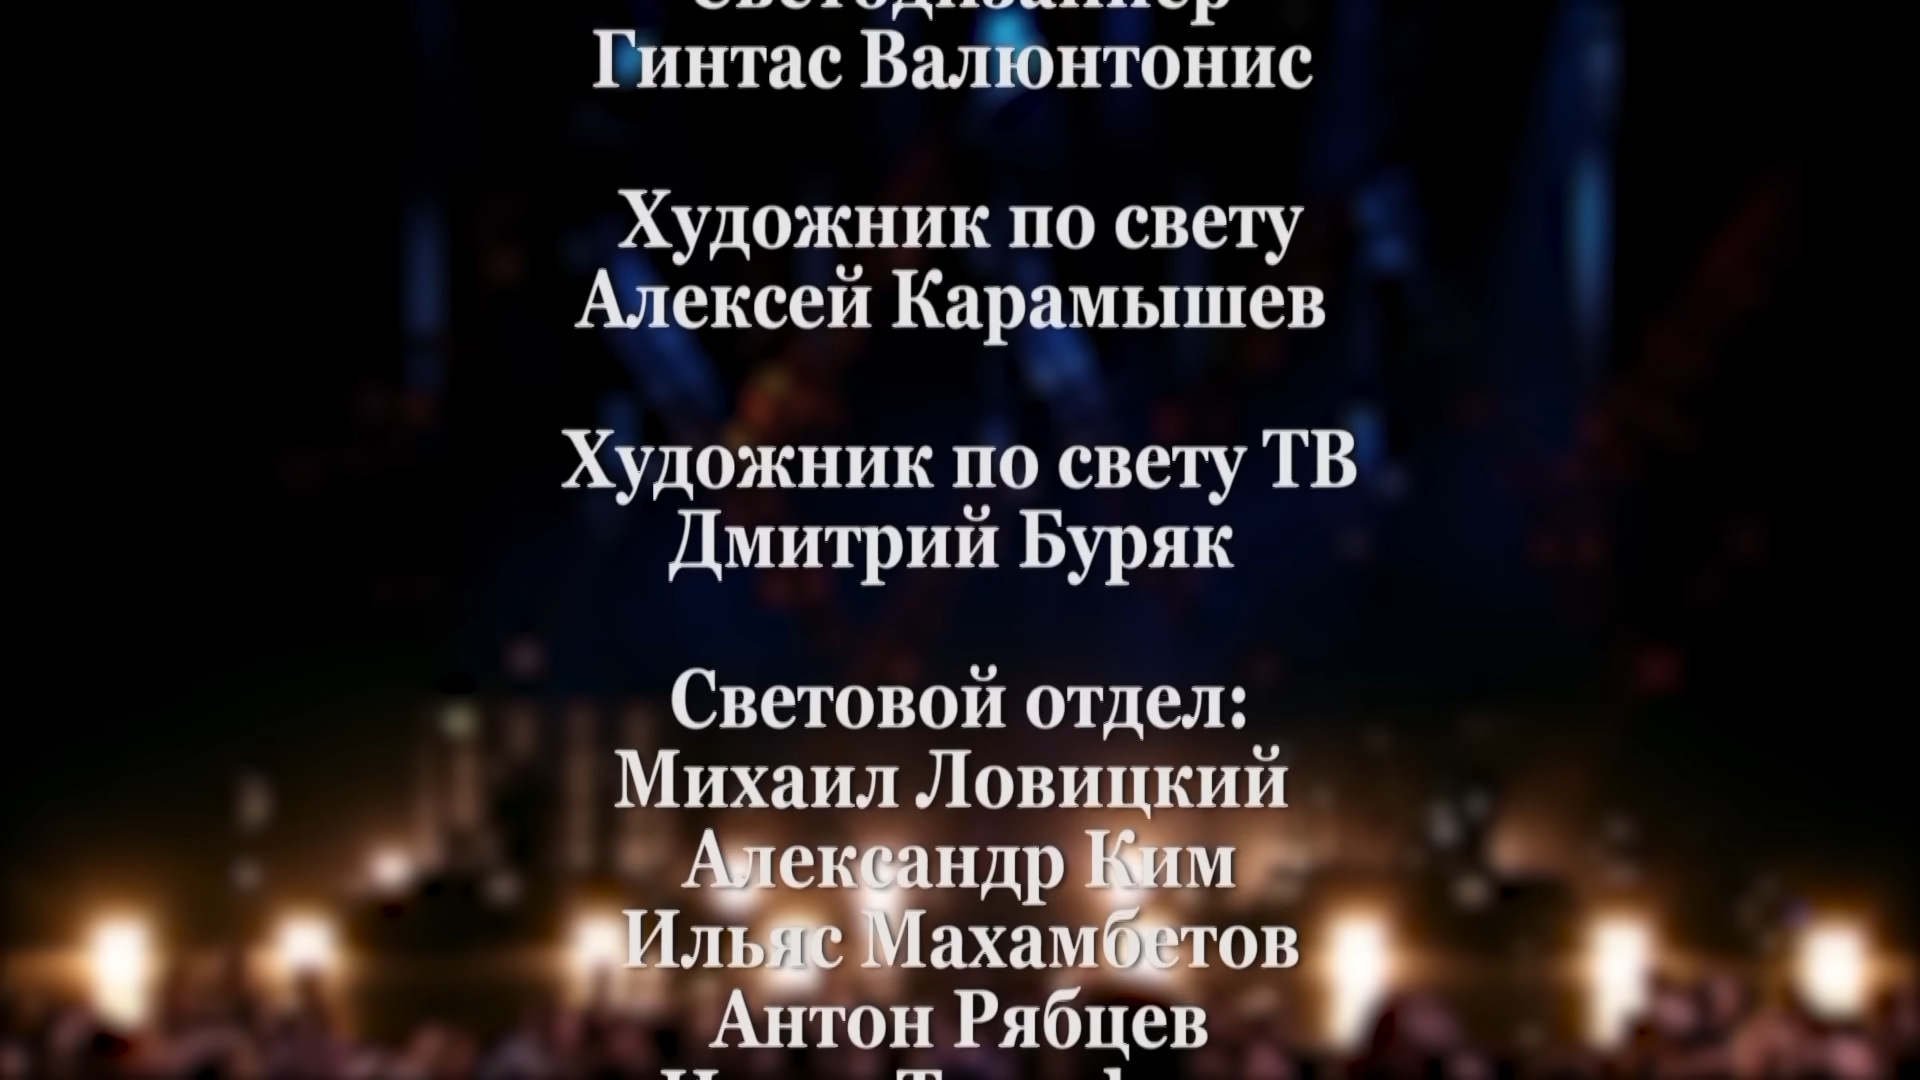 Светодизайнер
Гинтас Валюнтонис
Художник по свету
Алексей Карамышев
Художник по свету ТВ
Дмитрий Буряк
Световой отдел:
Михаил Ловицкий
Александр Ким
Ильяс Махамбетов
Антон Рябцев